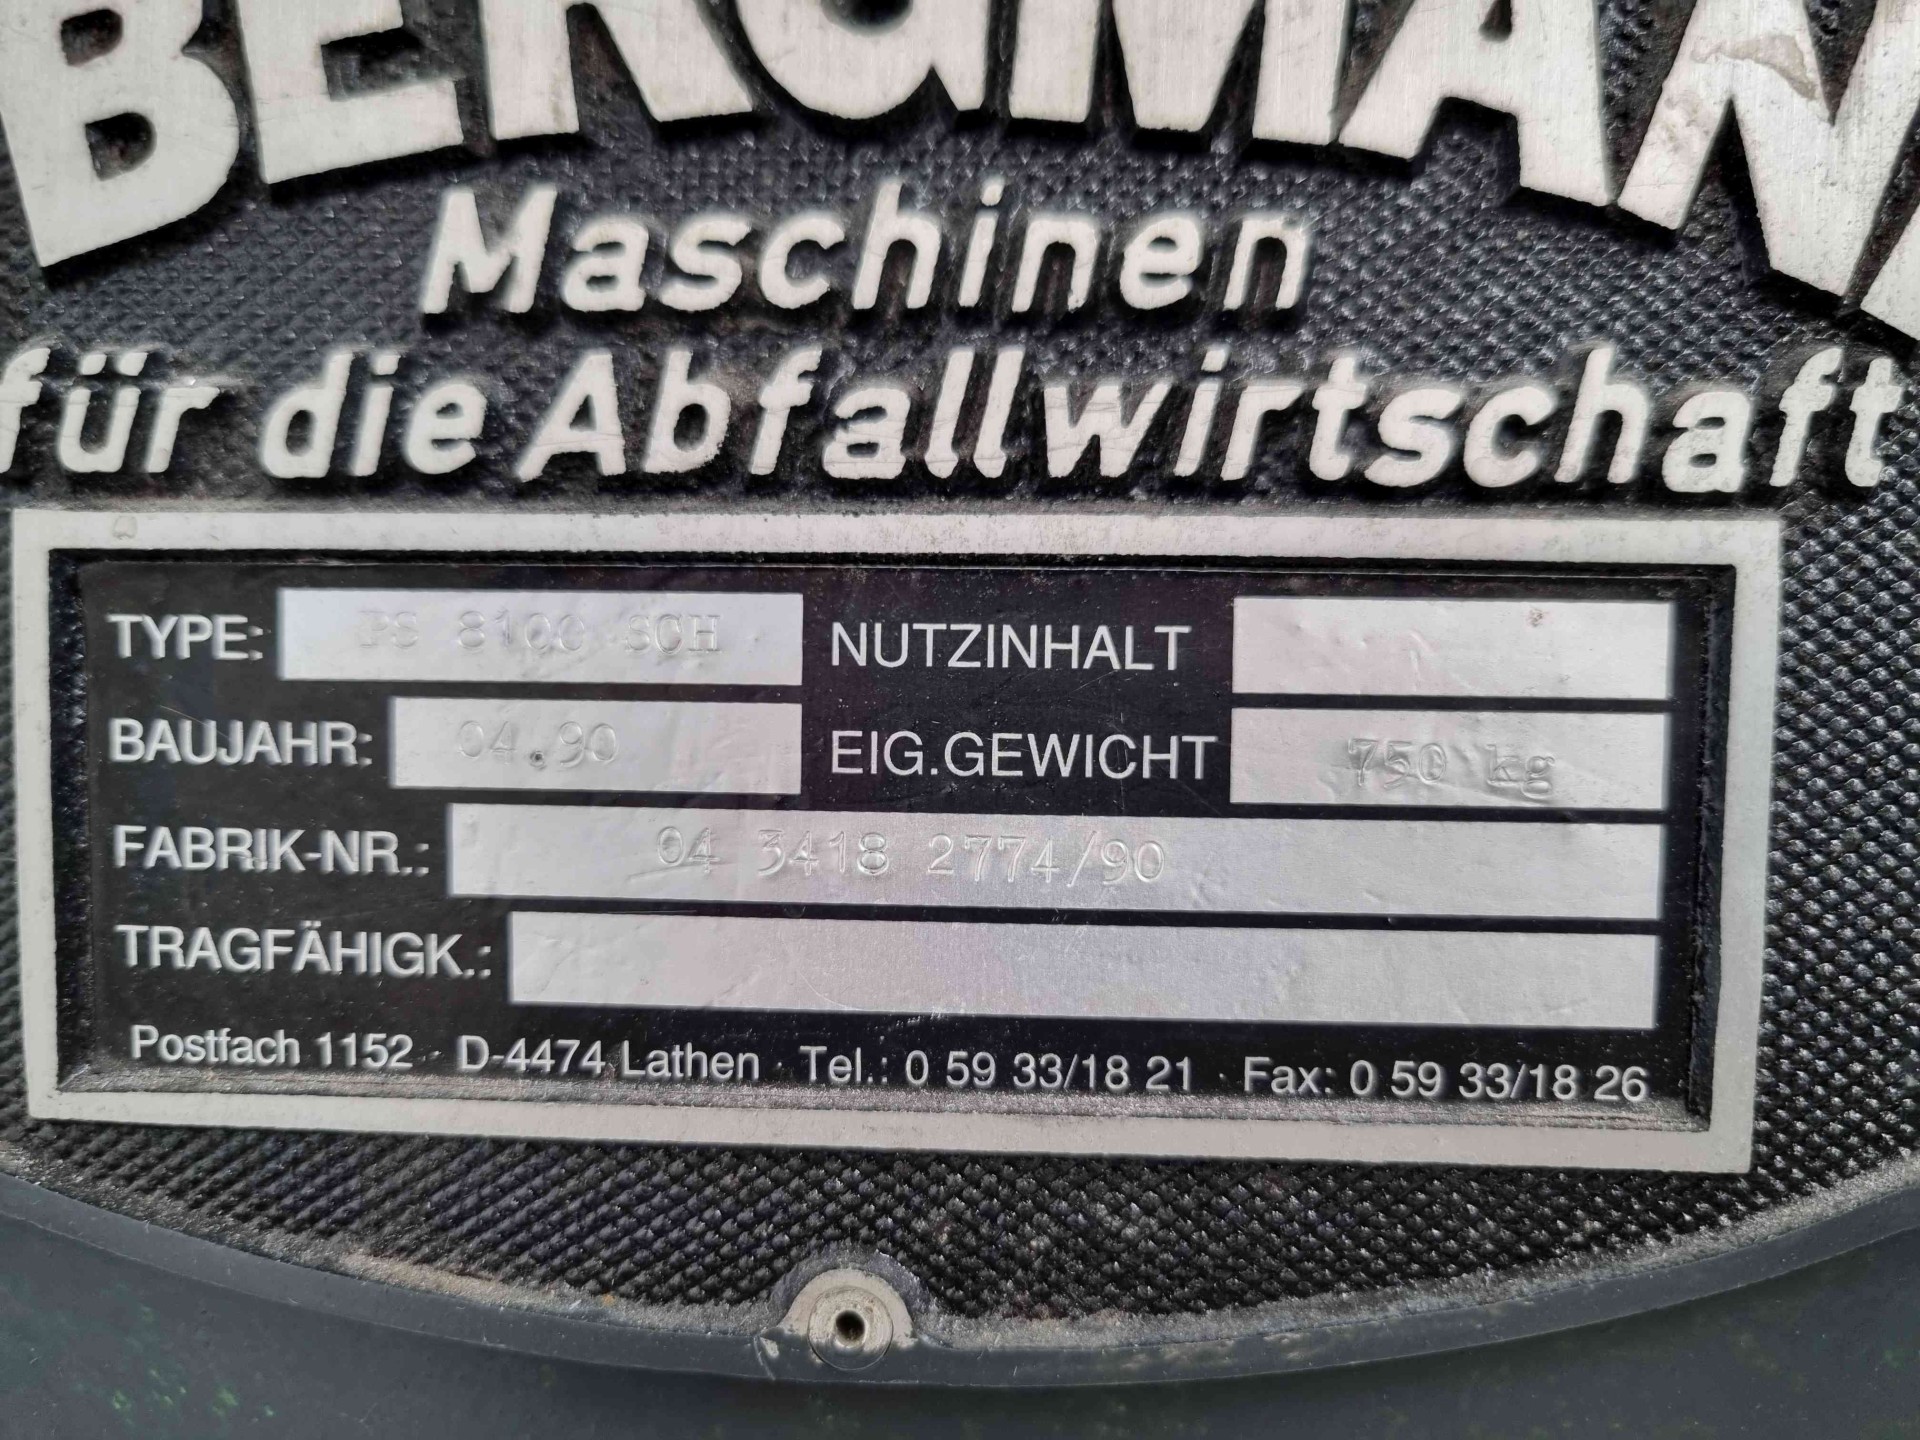 BERGMANN
Maschinen
für die Abfallwirtschaft
TYPE: PS 8100 SCH NUTZINHALT
BAUJAHR: 04.90 EIG.GEWICHT 750 kg
FABRIK-NR.: 04 3418 2774/90
TRAGFÄHIGK.:
Postfach 1152 · D-4474 Lathen · Tel.: 0 59 33/18 21 · Fax: 0 59 33/18 26